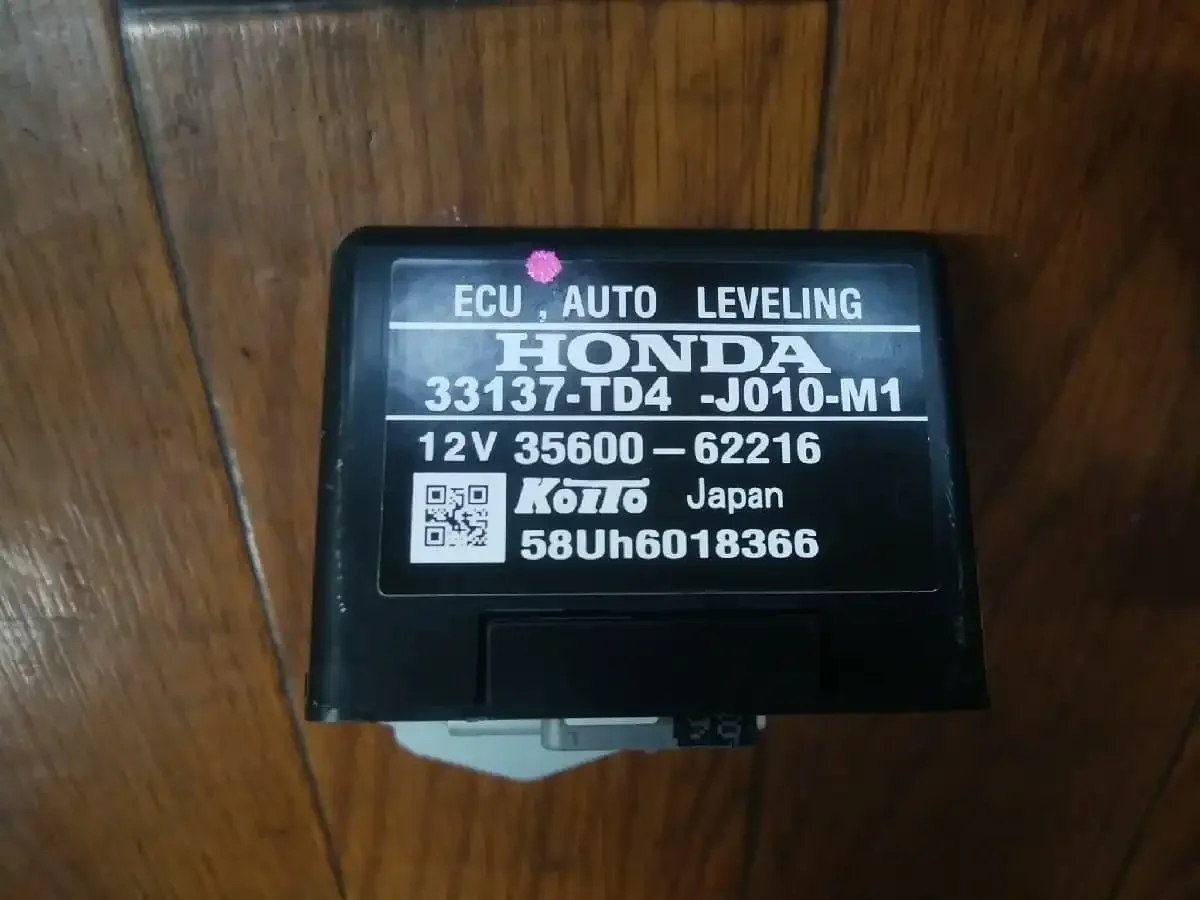 ECU , AUTO LEVELING
HONDA
33137-TD4 -J010-M1
12V 35600-62216
KOITO Japan
58Uh6018366